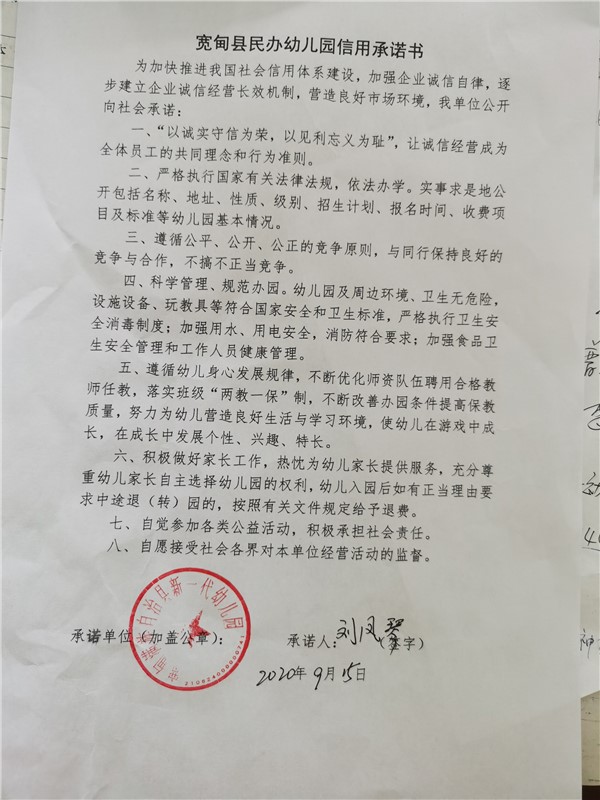 宽甸县民办幼儿园信用承诺书
为加快推进我国社会信用体系建设，加强企业诚信自律，逐
步建立企业诚信经营长效机制，营造良好市场环境，我单位公开
向社会承诺：
一、“以诚实守信为荣，以见利忘义为耻”，让诚信经营成为
全体员工的共同理念和行为准则。
二、严格执行国家有关法律法规，依法办学。实事求是地公
开包括名称、地址、性质、级别、招生计划、报名时间、收费项
目及标准等幼儿园基本情况。
三、遵循公平、公开、公正的竞争原则，与同行保持良好的
竞争与合作，不搞不正当竞争。
四、科学管理、规范办园。幼儿园及周边环境、卫生无危险，
设施设备、玩教具等符合国家安全和卫生标准，严格执行卫生安
全消毒制度；加强用水、用电安全，消防符合要求；加强食品卫
生安全管理和工作人员健康管理。
五、遵循幼儿身心发展规律，不断优化师资队伍聘用合格教
师任教，落实班级“两教一保”制，不断改善办园条件提高保教
质量，努力为幼儿营造良好生活与学习环境，使幼儿在游戏中成
长，在成长中发展个性、兴趣、特长。
六、积极做好家长工作，热忱为幼儿家长提供服务，充分尊
重幼儿家长自主选择幼儿园的权利，幼儿入园后如有正当理由要
求中途退（转）园的，按照有关文件规定给予退费。
七、自觉参加各类公益活动，积极承担社会责任。
八、自愿接受社会各界对本单位经营活动的监督。
自治县新一代幼儿园
承诺单位（加盖公章）： 承诺人：刘凤琴（签字）
2020年9月15日